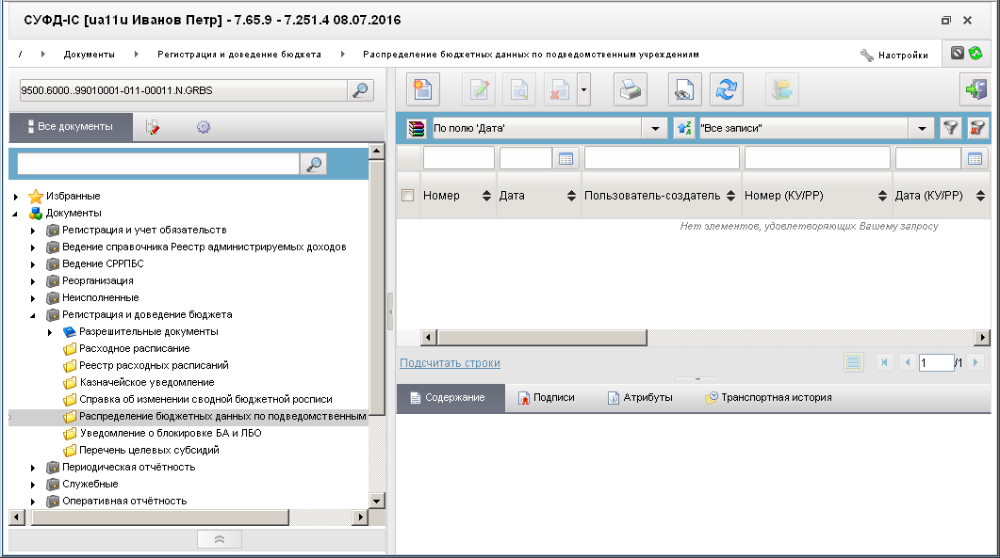 СУФД-IC [ua11u Иванов Петр] - 7.65.9 - 7.251.4 08.07.2016
/ Документы Регистрация и доведение бюджета Распределение бюджетных данных по подведомственным учреждениям
Настройки
9500.6000..99010001-011-00011.N.GRBS
Все документы
По полю 'Дата'
"Все записи"
Номер Дата Пользователь-создатель Номер (КУ/РР) Дата (КУ/РР)
Нет элементов, удовлетворяющих Вашему запросу
Избранные
Документы
Регистрация и учет обязательств
Ведение справочника Реестр администрируемых доходов
Ведение СРРПБС
Реорганизация
Неисполненные
Регистрация и доведение бюджета
Разрешительные документы
Расходное расписание
Реестр расходных расписаний
Казначейское уведомление
Справка об изменении сводной бюджетной росписи
Распределение бюджетных данных по подведомственным
Уведомление о блокировке БА и ЛБО
Перечень целевых субсидий
Периодическая отчётность
Служебные
Оперативная отчётность
Подсчитать строки
1 /1
Содержание Подписи Атрибуты Транспортная история